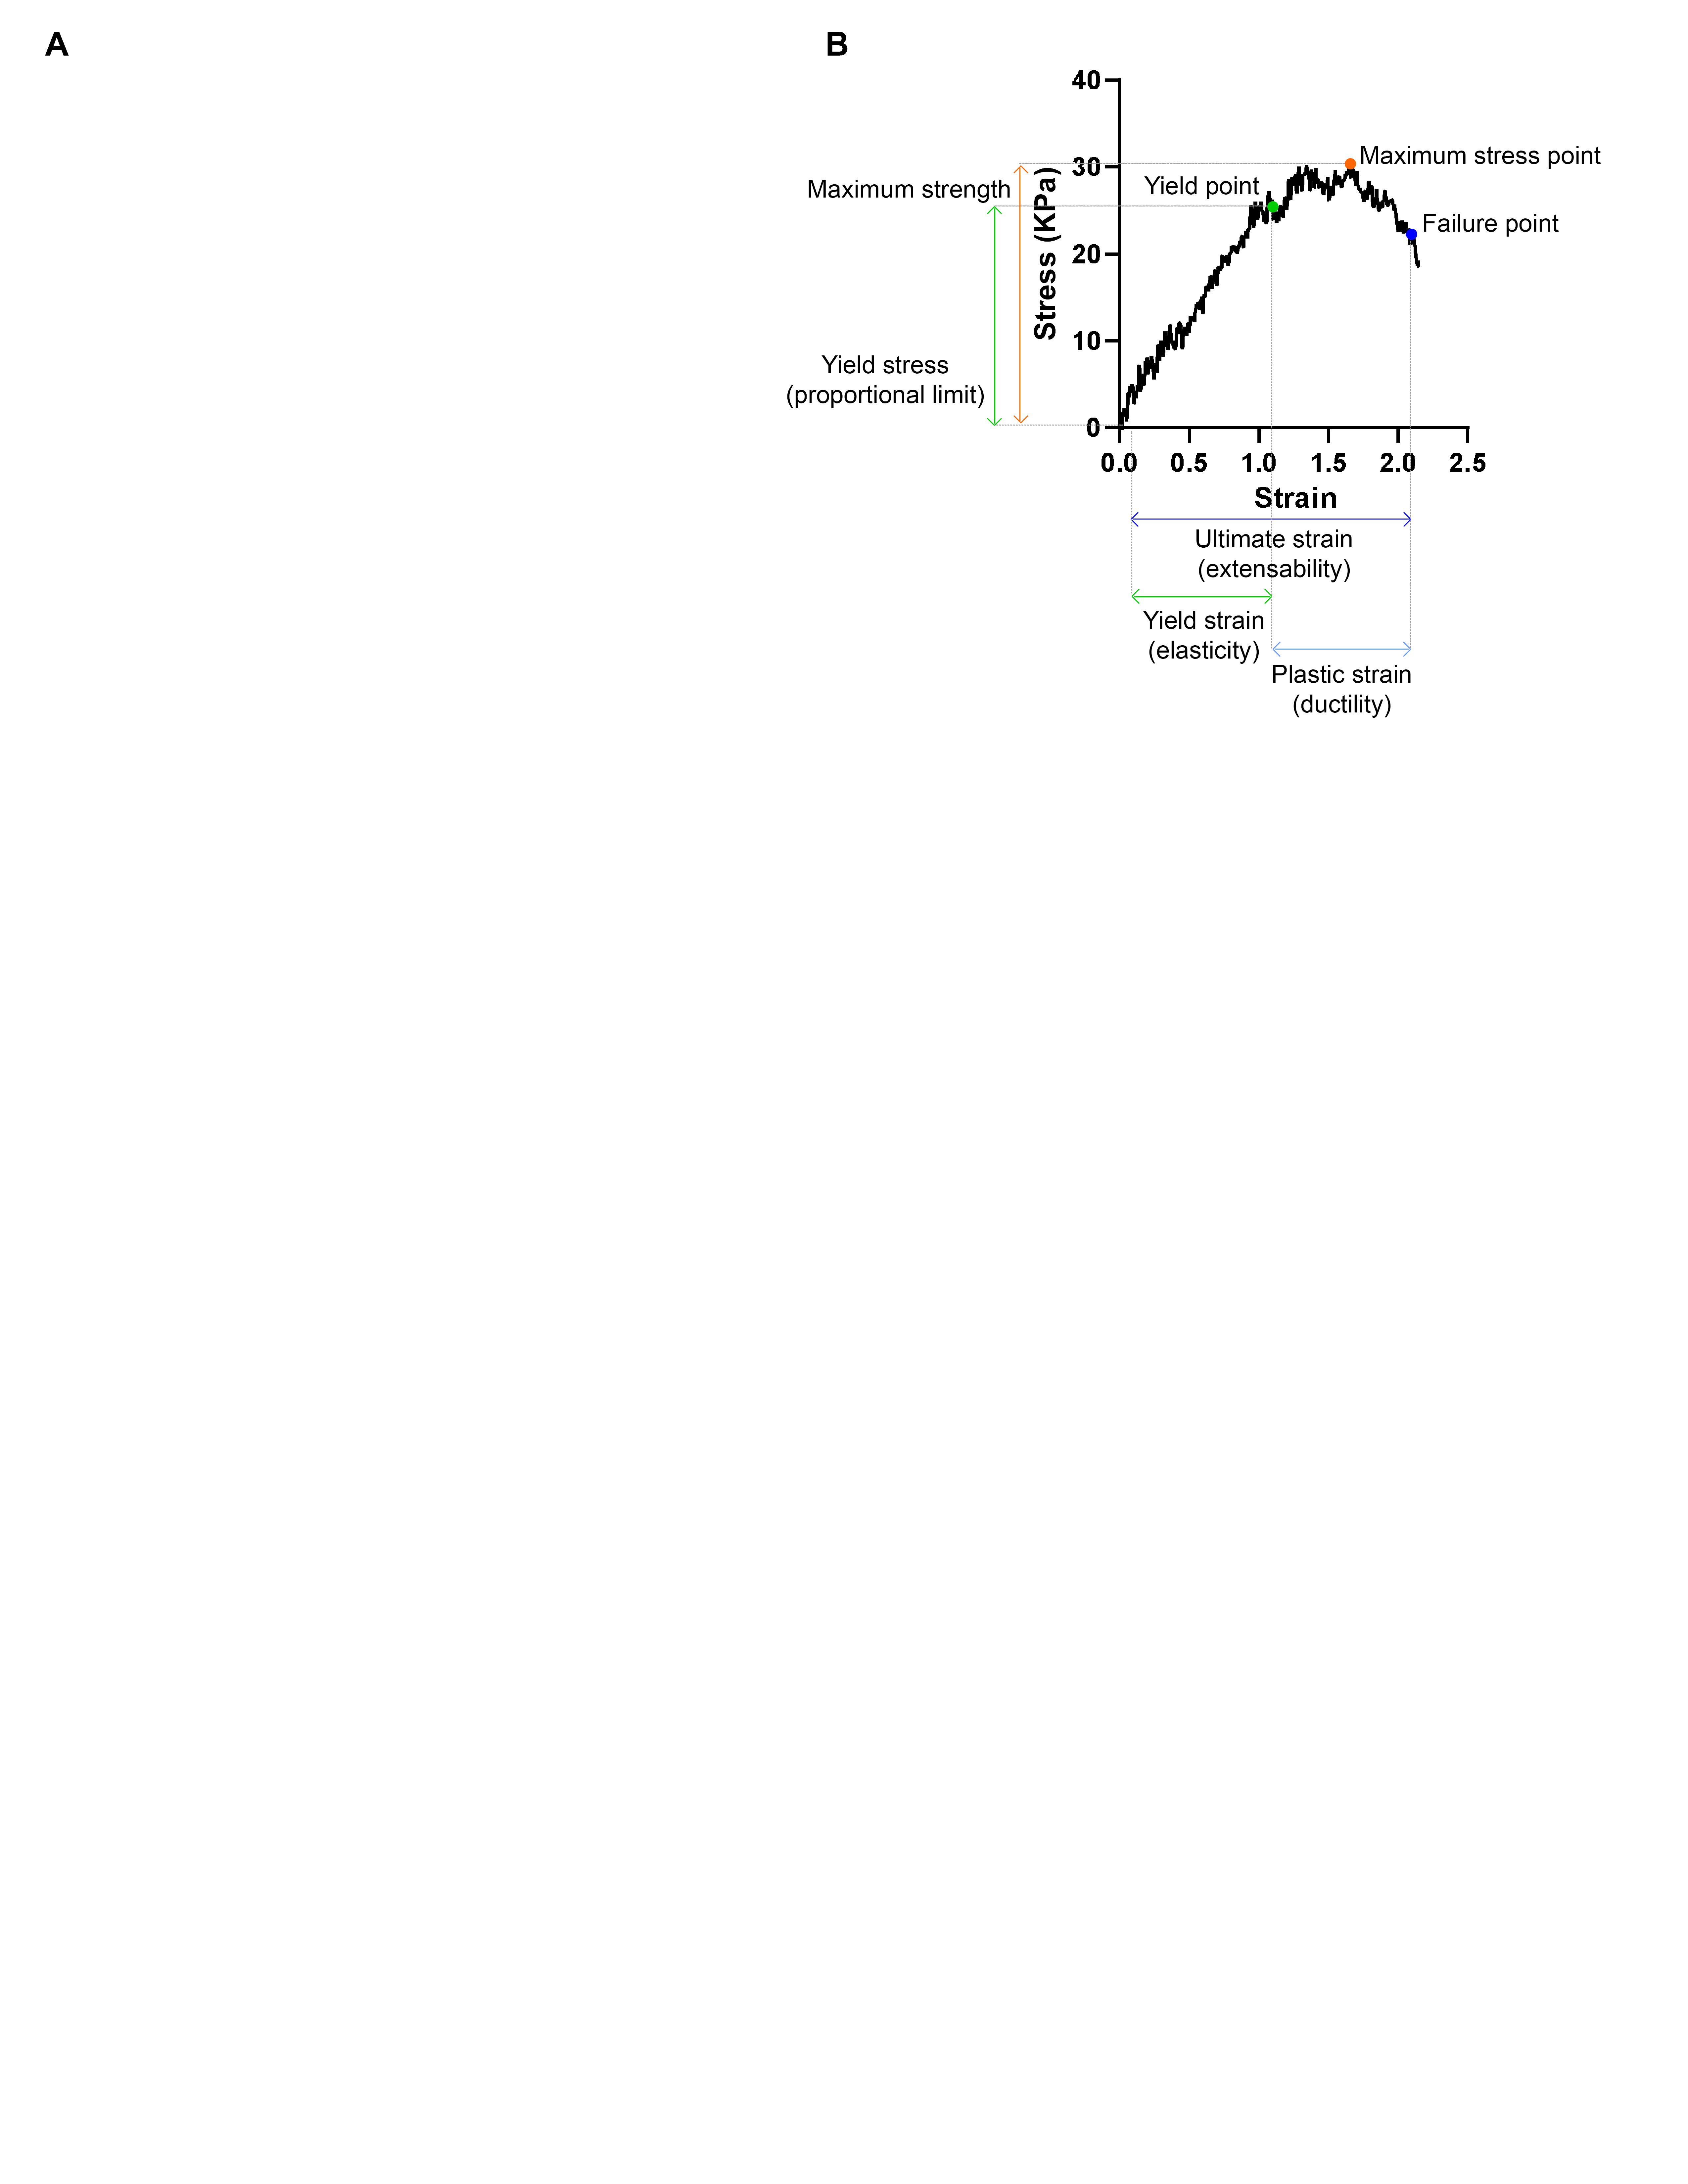 A
B
40
30
20
10
0
Stress (KPa)
Maximum stress point
Maximum strength
Yield point
Failure point
Yield stress
(proportional limit)
0.0 0.5 1.0 1.5 2.0 2.5
Strain
Ultimate strain
(extensability)
Yield strain
(elasticity)
Plastic strain
(ductility)